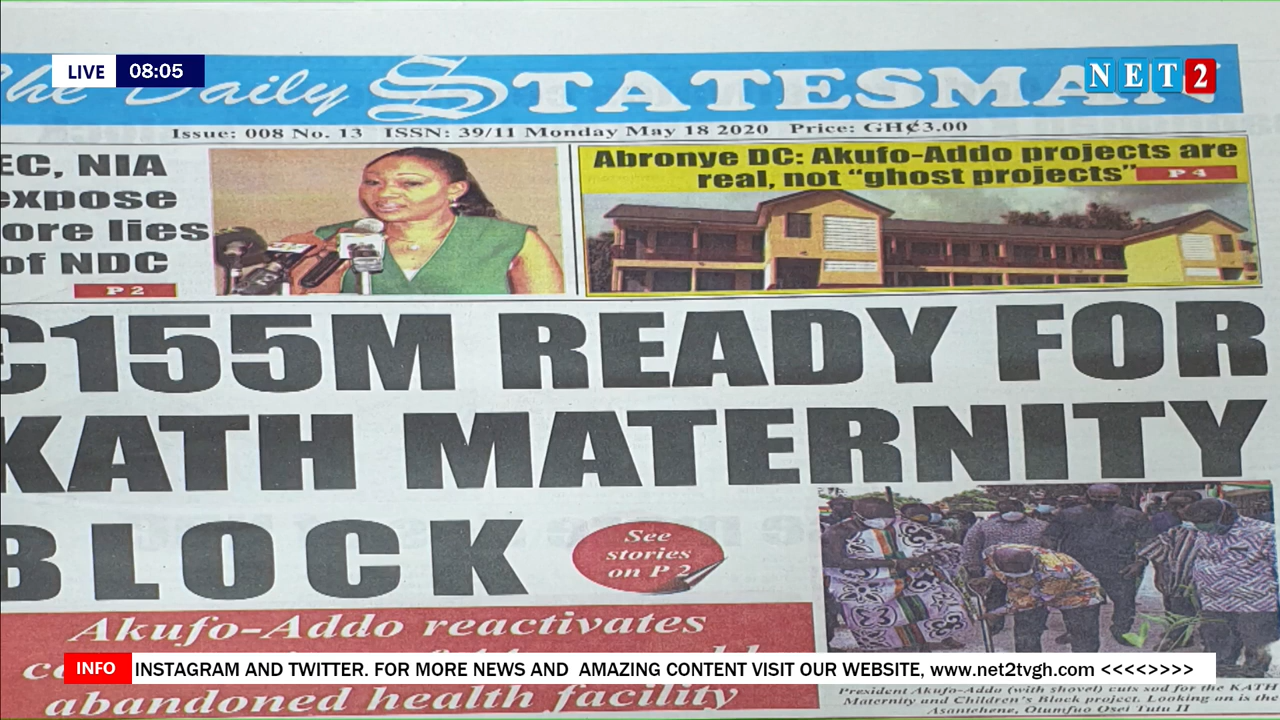 LIVE 08:05
The Daily STATESMAN
NET2
Issue: 008 No. 13 ISSN: 39/11 Monday May 18 2020 Price: GH₵3.00
EC, NIA
expose
ore lies
of NDC
P 2
Abronye DC: Akufo-Addo projects are
real, not “ghost projects”
P 4
₵155M READY FOR
KATH MATERNITY
BLOCK
See
stories
on P 2
Akufo-Addo reactivates
abandoned health facility
President Akufo-Addo (with shovel) cuts sod for the KATH
Maternity and Children's Block project. Looking on is the
Asantehene, Otumfuo Osei Tutu II
INFO INSTAGRAM AND TWITTER. FOR MORE NEWS AND AMAZING CONTENT VISIT OUR WEBSITE, www.net2tvgh.com <<<<>>>>